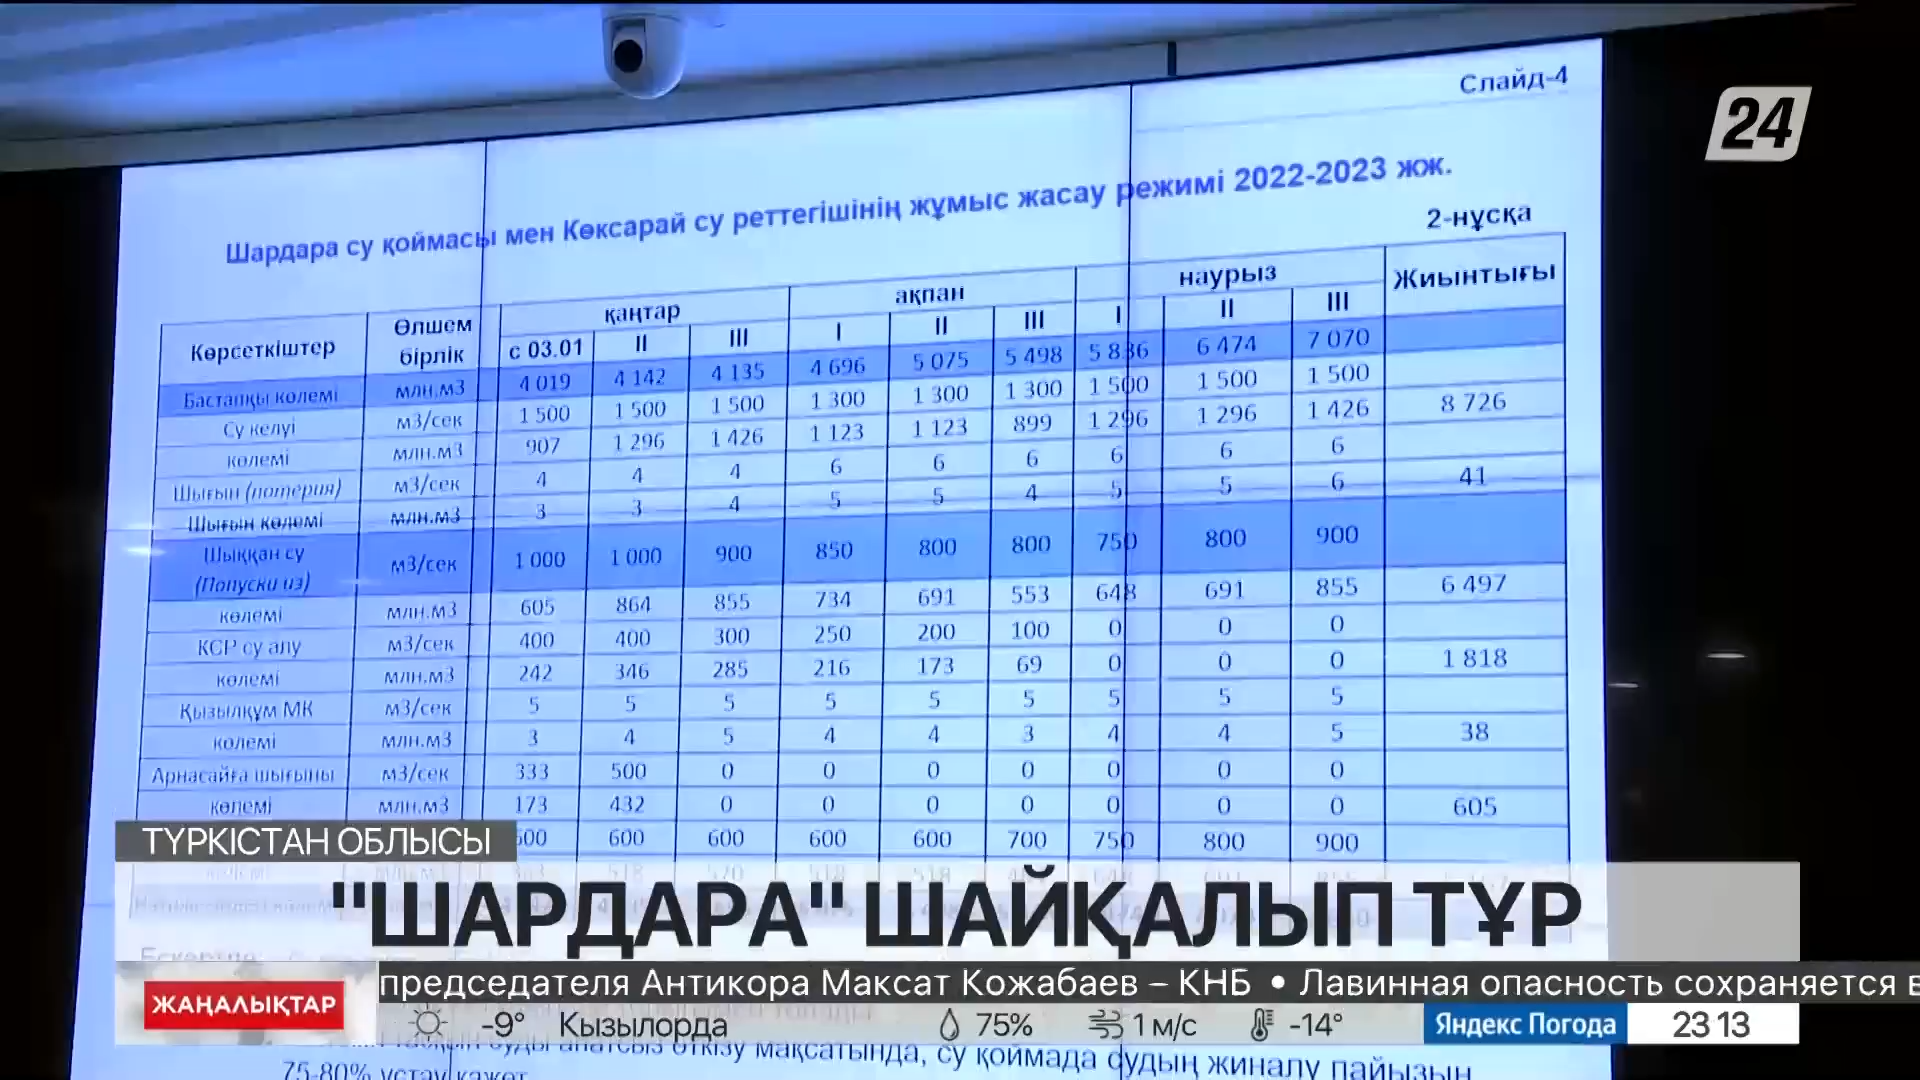 Слайд-4
24
Шардара су қоймасы мен Көксарай су реттегішінің жұмыс жасау режимі 2022-2023 жж.
2-нұсқа
Көрсеткіштер Өлшем бірлік қаңтар ақпан наурыз Жиынтығы
с 03.01 II III I II III I II III
Бастапқы көлемі млн.м3 4 019 4 142 4 135 4 696 5 075 5 498 5 836 6 474 7 070
Су келуі м3/сек 1 500 1 500 1 500 1 300 1 300 1 300 1 500 1 500 1 500
көлемі млн.м3 907 1 296 1 426 1 123 1 123 899 1 296 1 296 1 426 8 726
Шығын (потерия) м3/сек 4 4 4 6 6 6 6 6 6
Шығын көлемі млн.м3 3 3 4 5 5 4 5 5 6 41
Шыққан су (Попуски из) м3/сек 1 000 1 000 900 850 800 800 750 800 900
көлемі млн.м3 605 864 855 734 691 553 648 691 855 6 497
КСР су алу м3/сек 400 400 300 250 200 100 0 0 0
көлемі млн.м3 242 346 285 216 173 69 0 0 0 1 818
Қызылқұм МК м3/сек 5 5 5 5 5 5 5 5 5
көлемі млн.м3 3 4 5 4 4 3 4 4 5 38
Арнасайға шығыны м3/сек 333 500 0 0 0 0 0 0 0
көлемі млн.м3 173 432 0 0 0 0 0 0 0 605
600 600 600 600 700 750 800 900
ТҮРКІСТАН ОБЛЫСЫ
"ШАРДАРА" ШАЙҚАЛЫП ТҰР
председателя Антикора Максат Кожабаев – КНБ • Лавинная опасность сохраняется в
ЖАҢАЛЫҚТАР
-9° Кызылорда 75% 1 м/с -14° Яндекс Погода 23 13
өткізу мақсатында, су қоймада судың жиналу пайызын
75-80% ұстау қажет